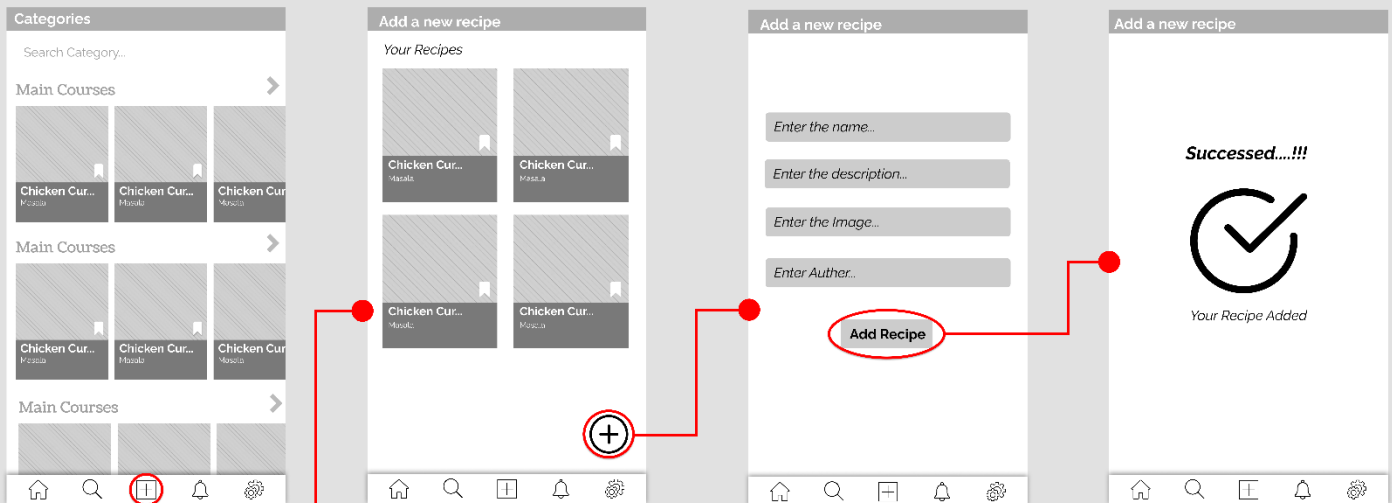 Categories
Search Category...
Main Courses
Chicken Cur...
Masala
Chicken Cur...
Masala
Chicken Cur
Masala
Main Courses
Chicken Cur...
Masala
Chicken Cur...
Masala
Chicken Cur
Masala
Main Courses
Add a new recipe
Your Recipes
Chicken Cur...
Masala
Chicken Cur...
Masala
Chicken Cur...
Masala
Chicken Cur...
Masala
Add a new recipe
Enter the name...
Enter the description...
Enter the Image...
Enter Auther...
Add Recipe
Add a new recipe
Successed....!!!
Your Recipe Added